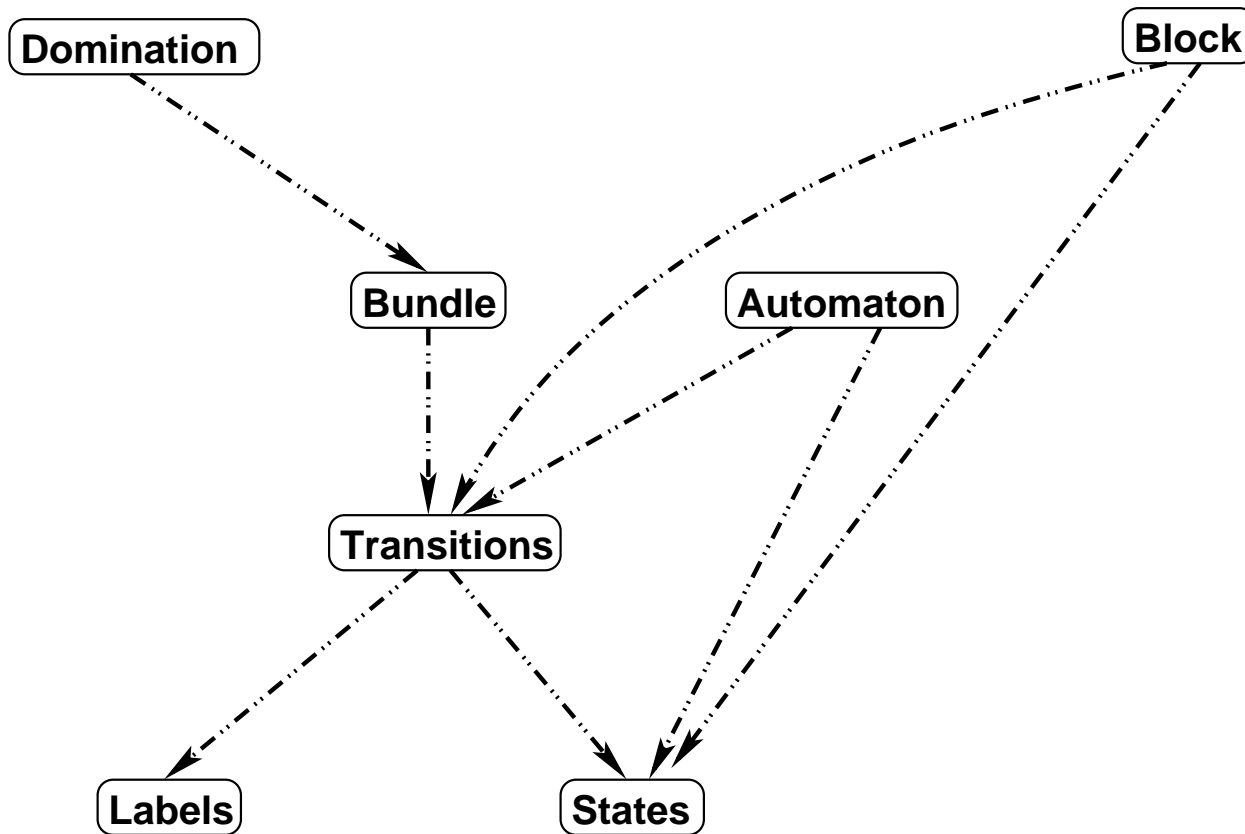 Domination
Block
Bundle
Automaton
Transitions
Labels
States